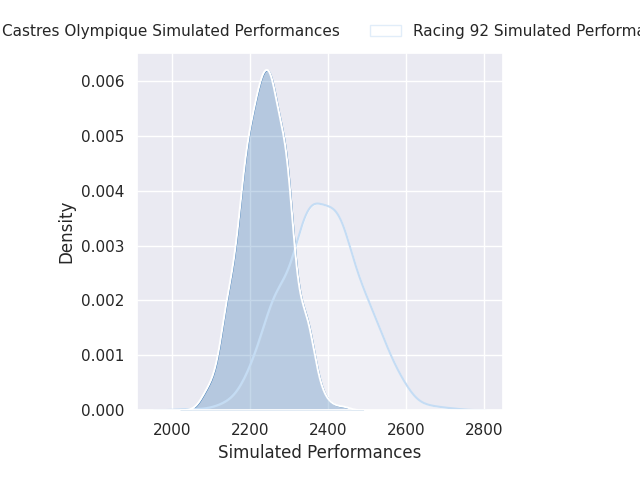 Castres Olympique Simulated Performances Racing 92 Simulated
0.006
0.005
0.004
0.003
0.002
0.001
0.000
Density
2000 2200 2400 2600 2800
Simulated Performances